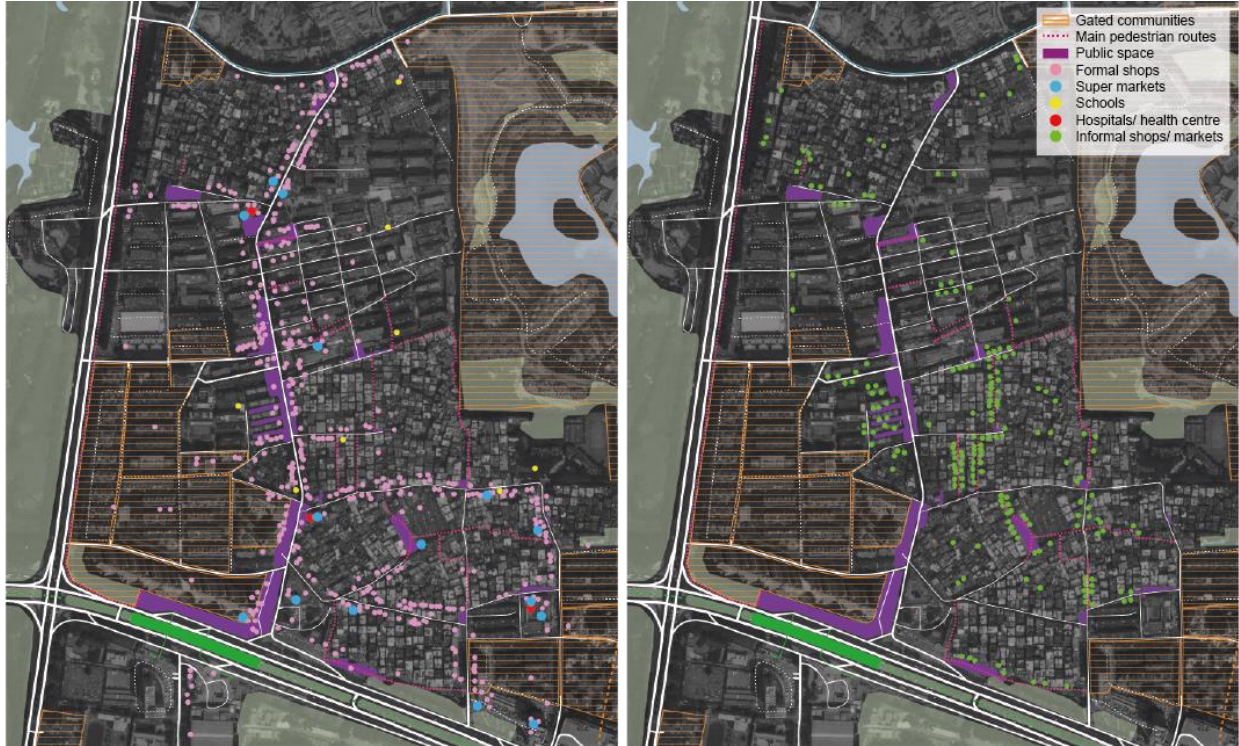 Gated communities
Main pedestrian routes
Public space
Formal shops
Super markets
Schools
Hospitals/ health centre
Informal shops/ markets